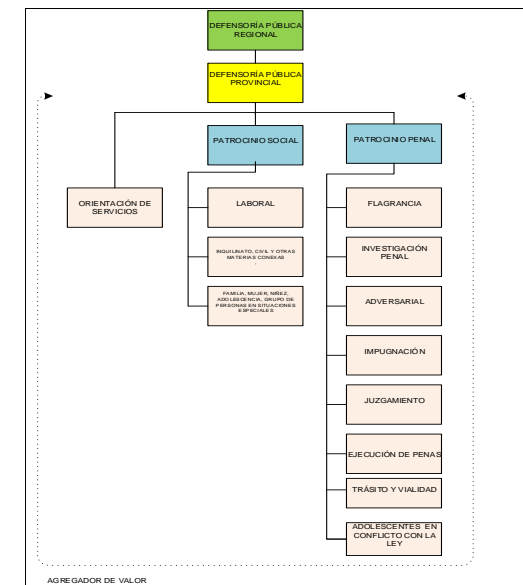 DEFENSORÍA PÚBLICA
REGIONAL
DEFENSORÍA PÚBLICA
PROVINCIAL
PATROCINIO SOCIAL
PATROCINIO PENAL
ORIENTACIÓN DE
SERVICIOS
LABORAL
INQUILINATO, CIVIL Y OTRAS
MATERIAS CONEXAS
.
FAMILIA, MUJER, NIÑEZ,
ADOLESCENCIA, GRUPO DE
PERSONAS EN SITUACIONES
ESPECIALES
FLAGRANCIA
INVESTIGACIÓN
PENAL
ADVERSARIAL
IMPUGNACIÓN
JUZGAMIENTO
EJECUCIÓN DE PENAS
TRÁSITO Y VIALIDAD
ADOLESCENTES EN
CONFLICTO CON LA
LEY
AGREGADOR DE VALOR